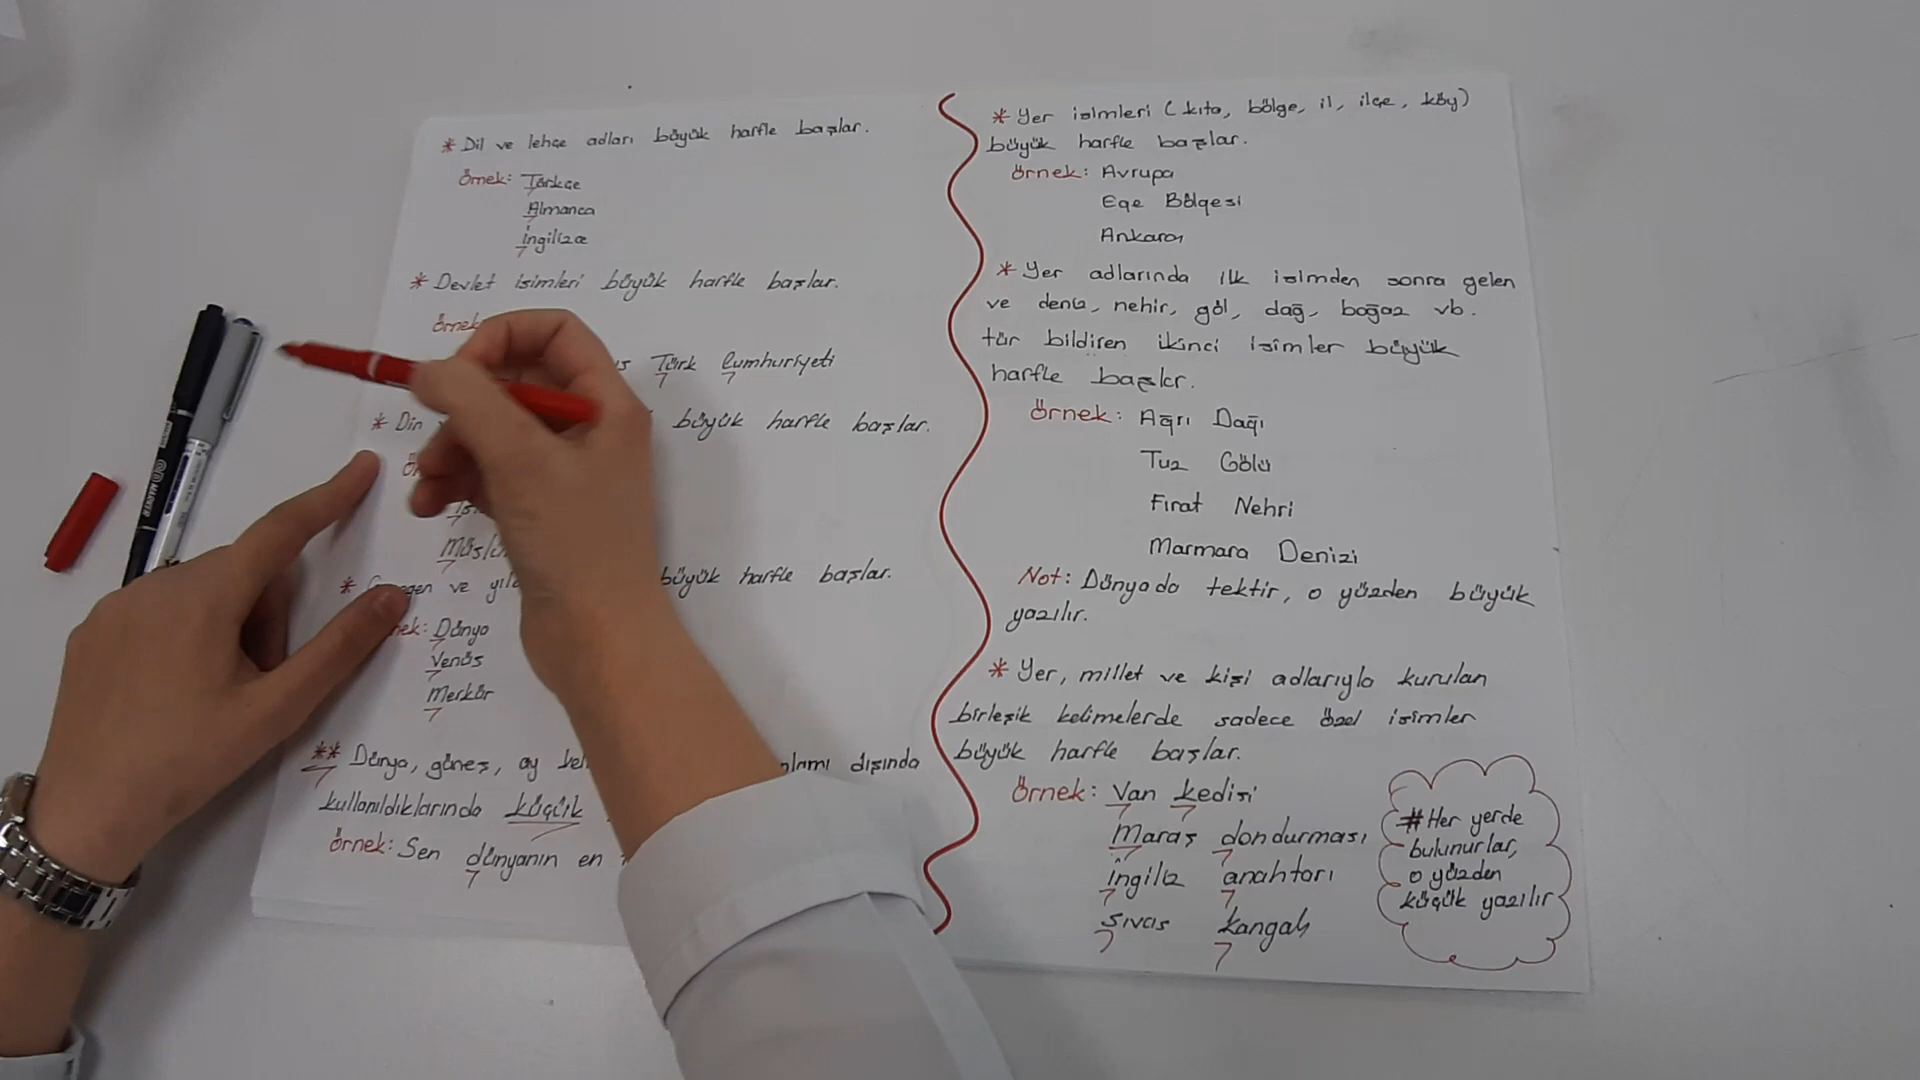 * Dil ve lehçe adları büyük harfle başlar.
Örnek: Türkçe
Almanca
İngilizce
* Devlet isimleri büyük harfle başlar.
Örnek
Türk Cumhuriyeti
* Din büyük harfle başlar.
* ve büyük harfle başlar.
Dünya
Venüs
Merkür
** Dünya, güneş, ay dışında
kullanıldıklarında küçük
Örnek: Sen dünyanın en
* Yer isimleri (kıta, bölge, il, ilçe, köy)
büyük harfle başlar.
Örnek: Avrupa
Ege Bölgesi
Ankara
* Yer adlarında ilk isimden sonra gelen
ve deniz, nehir, göl, dağ, boğaz vb.
tür bildiren ikinci isimler büyük
harfle başlar.
Örnek: Ağrı Dağı
Tuz Gölü
Fırat Nehri
Marmara Denizi
Not: Dünyada tektir, o yüzden büyük
yazılır.
* Yer, millet ve kişi adlarıyla kurulan
birleşik kelimelerde sadece özel isimler
büyük harfle başlar.
Örnek: Van kedisi
Maraş dondurması
İngiliz anahtarı
Sivas kangalı
# Her yerde
bulunurlar,
o yüzden
küçük yazılır